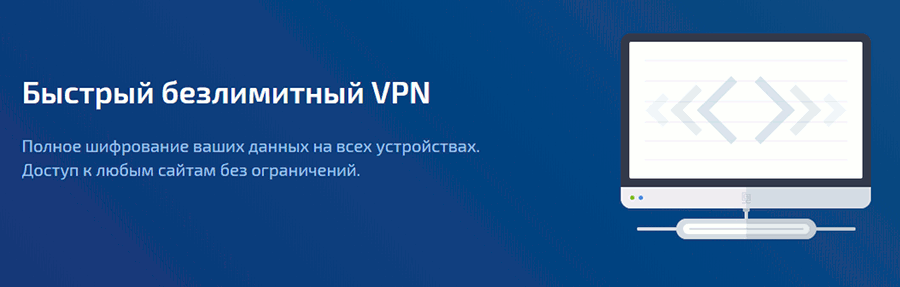 Быстрый безлимитный VPN
Полное шифрование ваших данных на всех устройствах.
Доступ к любым сайтам без ограничений.